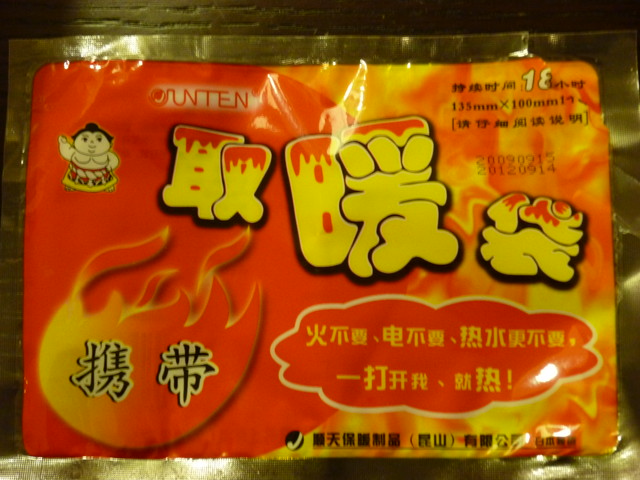 JUNTEN
持续时间:18小时
135mm×100mm
[请仔细阅读说明]
20090915
20120914
取暖袋
携带
火不要、电不要、热水更不要,
一打开我、就热!
顺天保暖制品(昆山)有限公司